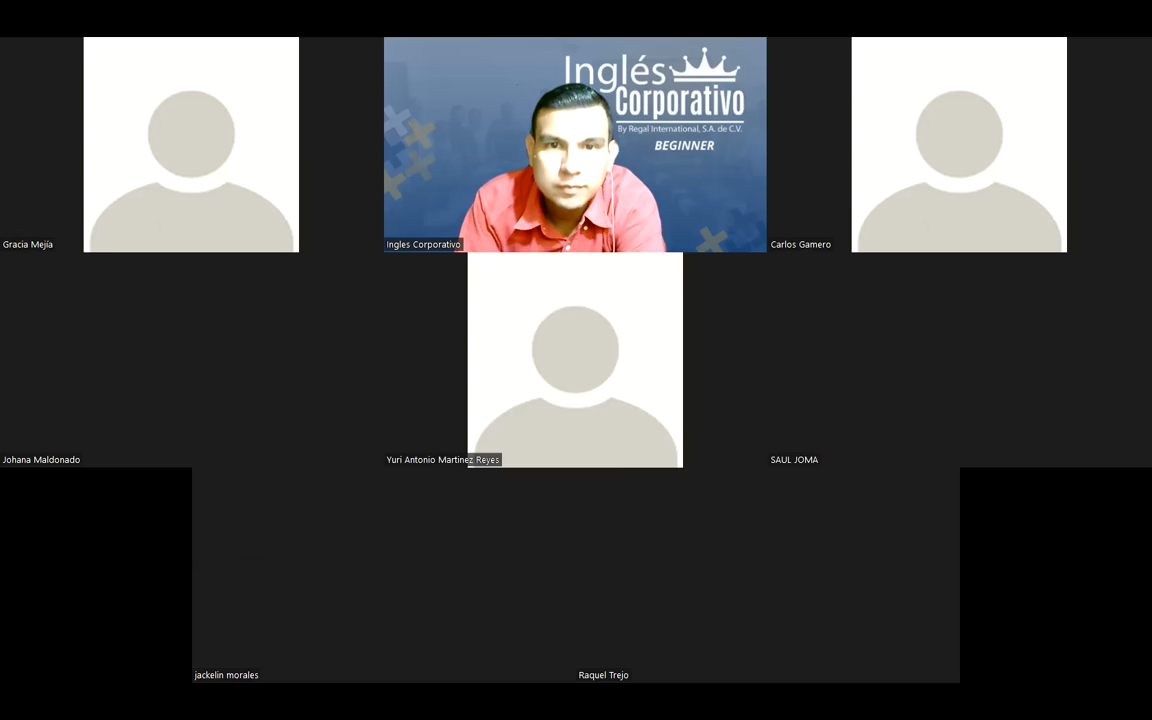 Inglés
Corporativo
By Regal International, S.A. de C.V.
BEGINNER
Gracia Mejía
Ingles Corporativo
Carlos Gamero
Johana Maldonado
Yuri Antonio Martinez Reyes
SAUL JOMA
jackelin morales
Raquel Trejo